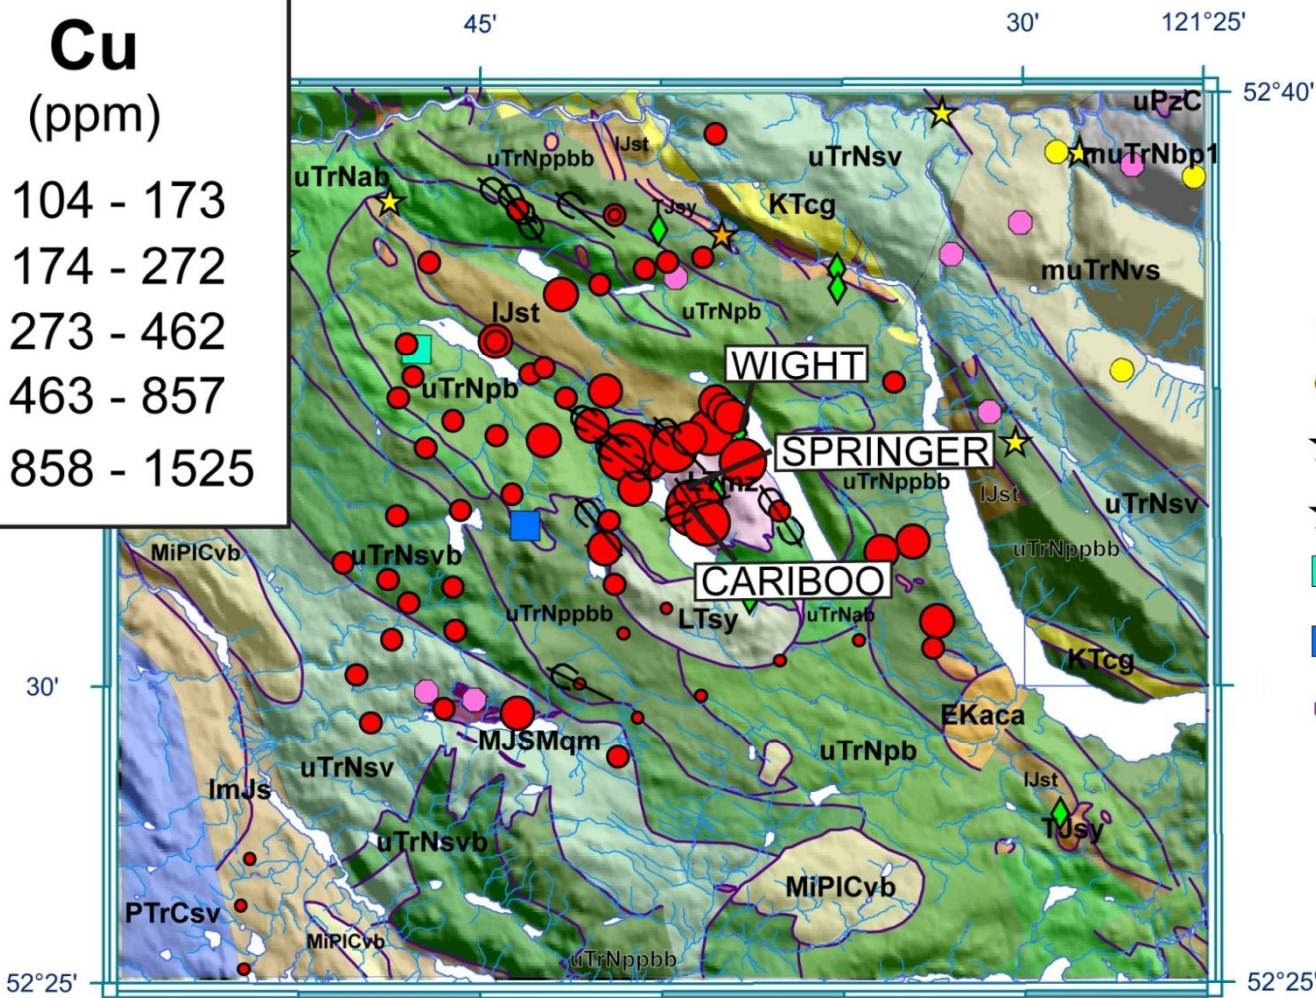 Cu
(ppm)
104 - 173
174 - 272
273 - 462
463 - 857
858 - 1525
45'
30'
121°25'
52°40'
uPzC
uTrNab
uTrNppbb
lJst
uTrNsv
muTrNbp1
TJsy
KTcg
muTrNvs
lJst
uTrNpb
WIGHT
uTrNpb
SPRINGER
uTrNppbb
lJst
uTrNsv
MiPlCvb
uTrNsvb
uTrNppbb
CARIBOO
LTsy
uTrNab
uTrNppbb
KTcg
30'
EKaca
MJSMqm
uTrNsv
uTrNpb
lmJs
lJst
TJsy
uTrNsvb
MiPlCvb
PTrCsv
MiPlCvb
uTrNppbb
52°25'
52°25'